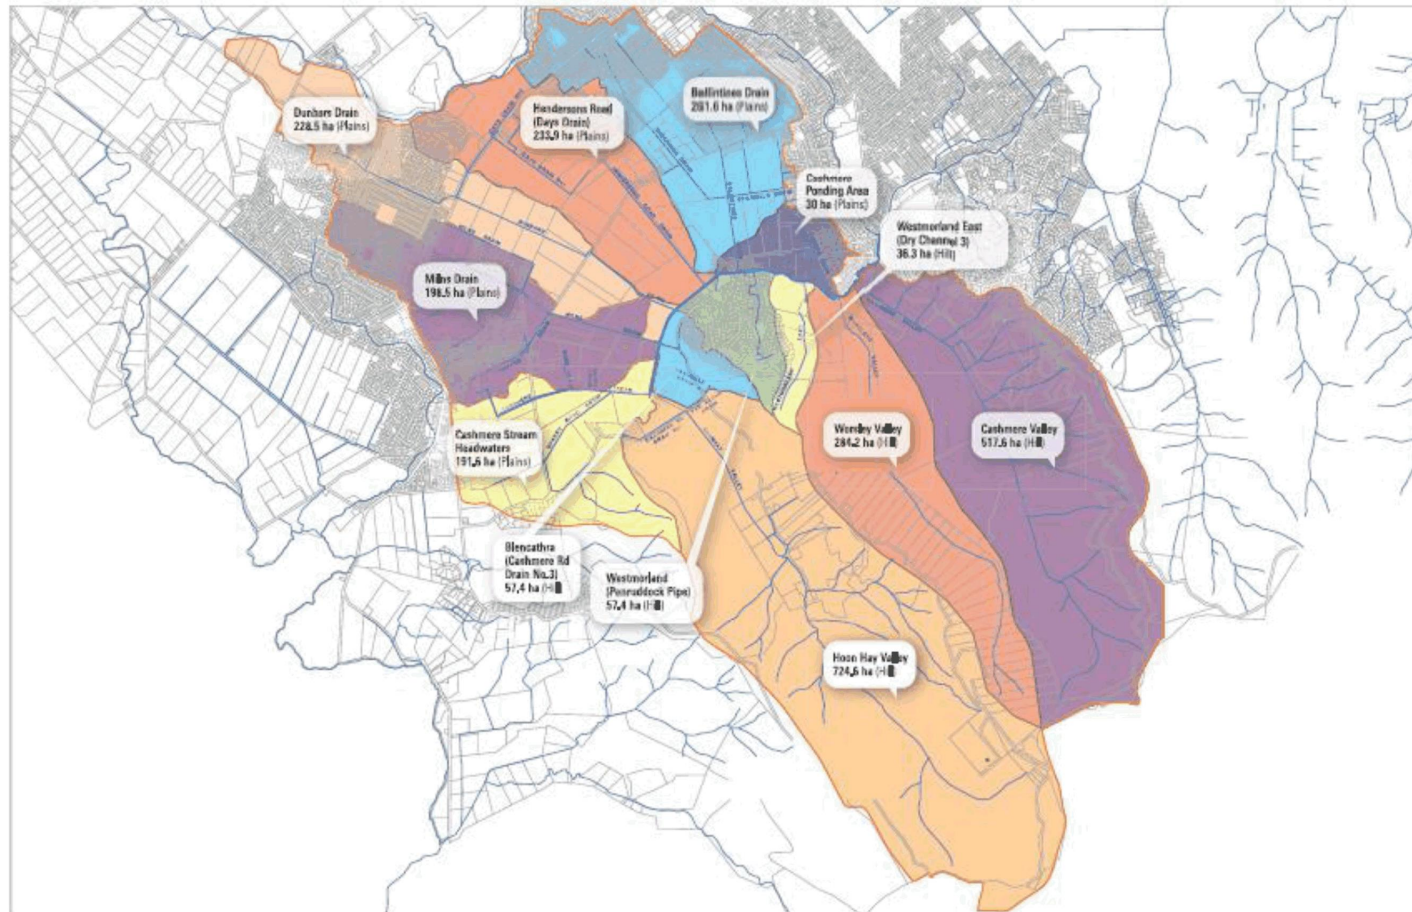 Dunbars Drain
228.5 ha (Plains)
Hendersons Road
(Days Drain)
233.9 ha (Plains)
Ballintines Drain
261.6 ha (Plains)
Cashmere
Ponding Area
30 ha (Plains)
Westmorland East
(Dry Channel 3)
36.3 ha (Hill)
Milns Drain
198.5 ha (Plains)
Cashmere Stream
Headwaters
191.6 ha (Plains)
Worsley Valley
284.2 ha (Hill)
Cashmere Valley
517.6 ha (Hill)
Blencathra
(Cashmere Rd
Drain No.3)
57.4 ha (Hill
Westmorland
(Penruddock Pipe)
57.4 ha (Hill)
Hoon Hay Valley
724.6 ha (Hill)